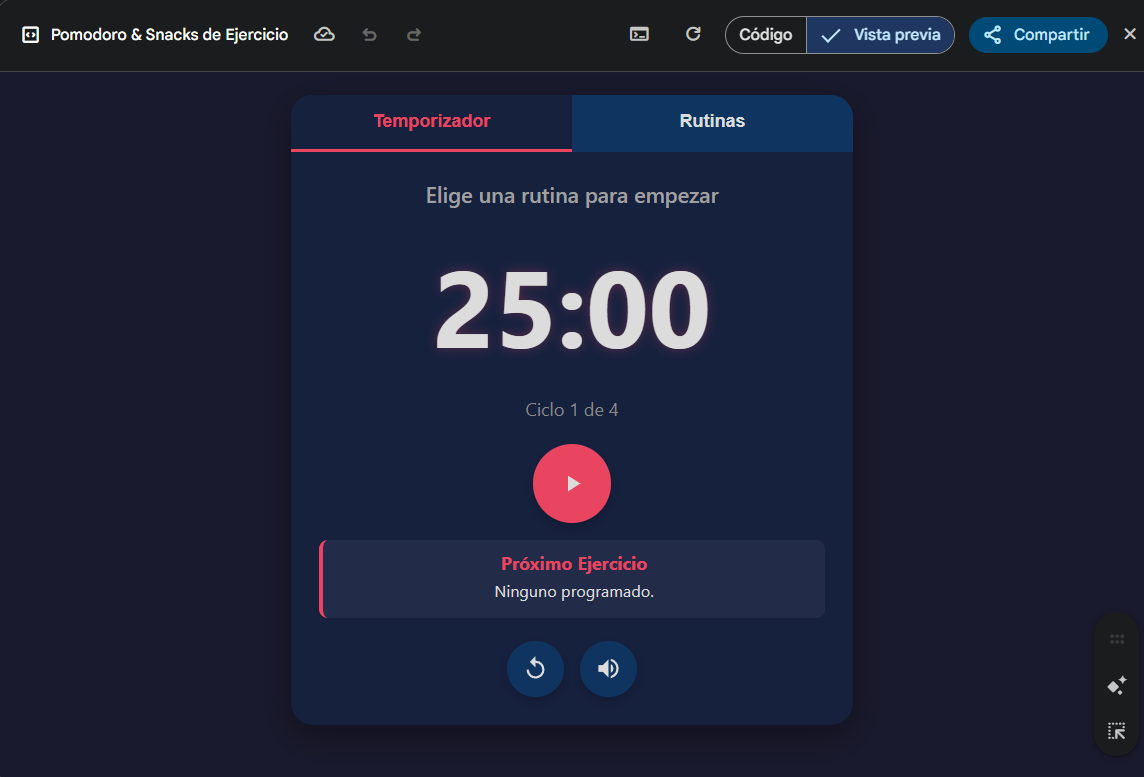 Pomodoro & Snacks de Ejercicio
Código
Vista previa
Compartir
Temporizador
Rutinas
Elige una rutina para empezar
25:00
Ciclo 1 de 4
Próximo Ejercicio
Ninguno programado.